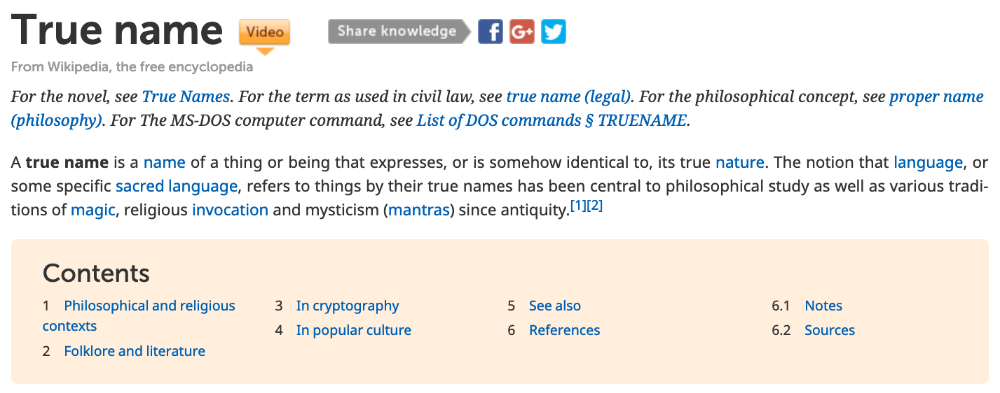 True name Video Share knowledge f G+
From Wikipedia, the free encyclopedia
For the novel, see True Names. For the term as used in civil law, see true name (legal). For the philosophical concept, see proper name
(philosophy). For The MS-DOS computer command, see List of DOS commands § TRUENAME.
A true name is a name of a thing or being that expresses, or is somehow identical to, its true nature. The notion that language, or
some specific sacred language, refers to things by their true names has been central to philosophical study as well as various tradi-
tions of magic, religious invocation and mysticism (mantras) since antiquity.[1][2]
Contents
1 Philosophical and religious
contexts
2 Folklore and literature
3 In cryptography
4 In popular culture
5 See also
6 References
6.1 Notes
6.2 Sources